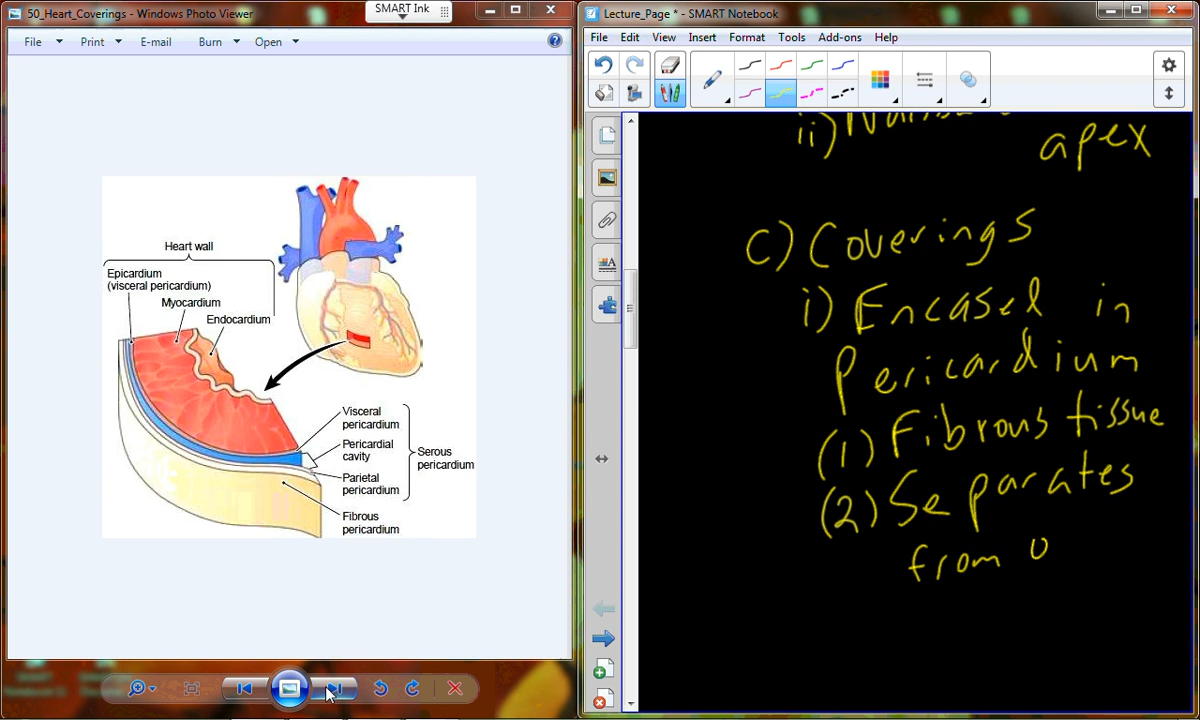 50_Heart_Coverings - Windows Photo Viewer
SMART Ink
File Print E-mail Burn Open
Heart wall
Epicardium
(visceral pericardium)
Myocardium
Endocardium
Visceral
pericardium
Pericardial
cavity
Parietal
pericardium
Serous
pericardium
Fibrous
pericardium
Lecture_Page * - SMART Notebook
File Edit View Insert Format Tools Add-ons Help
ii)
apex
c) Coverings
i) Encased in
Pericardium
(1) Fibrous tissue
(2) Separates
from o